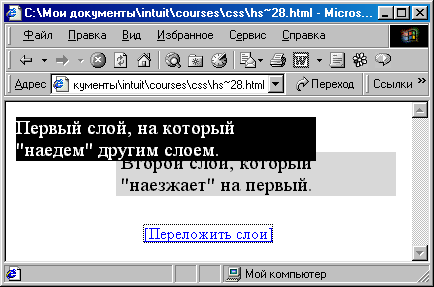 C:\Мои документы\intuit\courses\css\hs~28.html - Micros...
Файл Правка Вид Избранное Сервис Справка
Адрес кументы\intuit\courses\css\hs~28.html Переход Ссылки »
Первый слой, на который
"наедем" другим слоем.
Второй слой, который
"наезжает" на первый.
[Переложить слои]
Мой компьютер